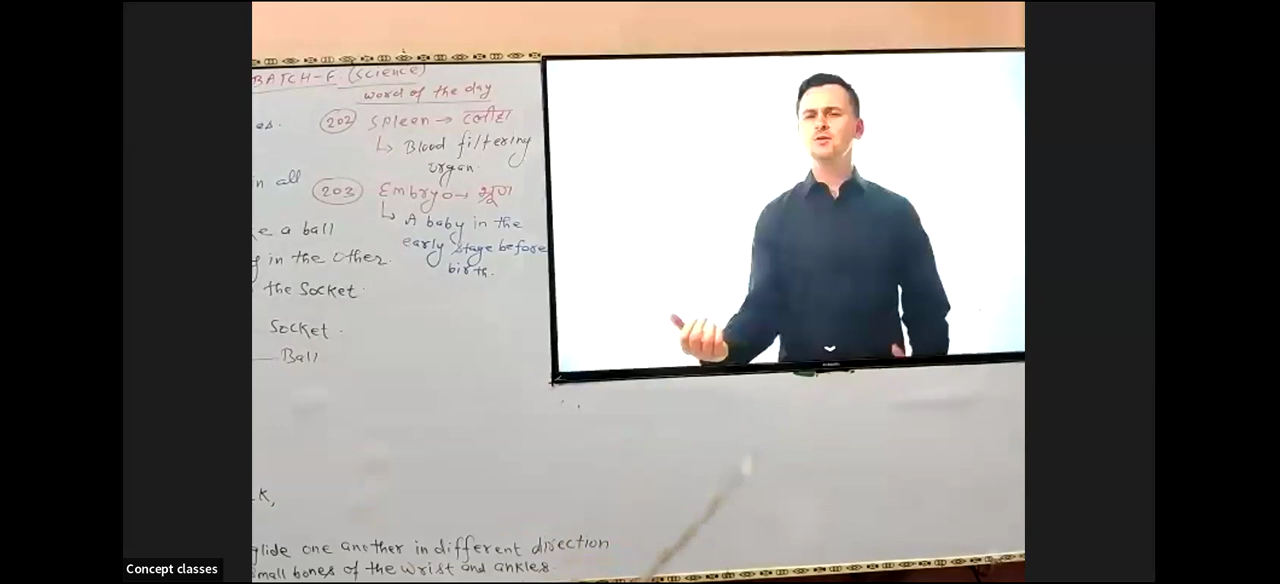 BATCH-F (Science)
word of the day
es.
202 Spleen → प्लीहा
↳ Blood filtering
organ.
in all
203 Embryo → भ्रूण
↳ A baby in the
early stage before
birth.
e a ball
in the other.
the Socket.
Socket.
Ball
K,
glide one another in different direction
small bones of the wrist and ankles.
Concept classes